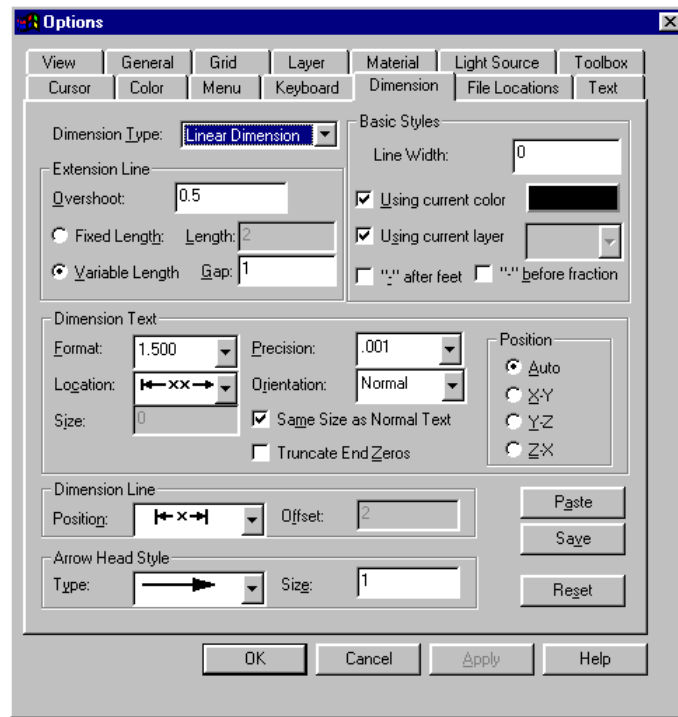 Options
View General Grid Layer Material Light Source Toolbox
Cursor Color Menu Keyboard Dimension File Locations Text
Dimension Type: Linear Dimension
Extension Line
Overshoot: 0.5
Fixed Length: Length: 2
Variable Length Gap: 1
Basic Styles
Line Width: 0
Using current color
Using current layer
"-" after feet "-" before fraction
Dimension Text
Format: 1.500 Precision: .001
Location: xx Orientation: Normal
Size: 0 Same Size as Normal Text
Truncate End Zeros
Position
Auto
X-Y
Y-Z
Z-X
Dimension Line
Position: x Offset: 2
Arrow Head Style
Type: Size: 1
Paste
Save
Reset
OK Cancel Apply Help